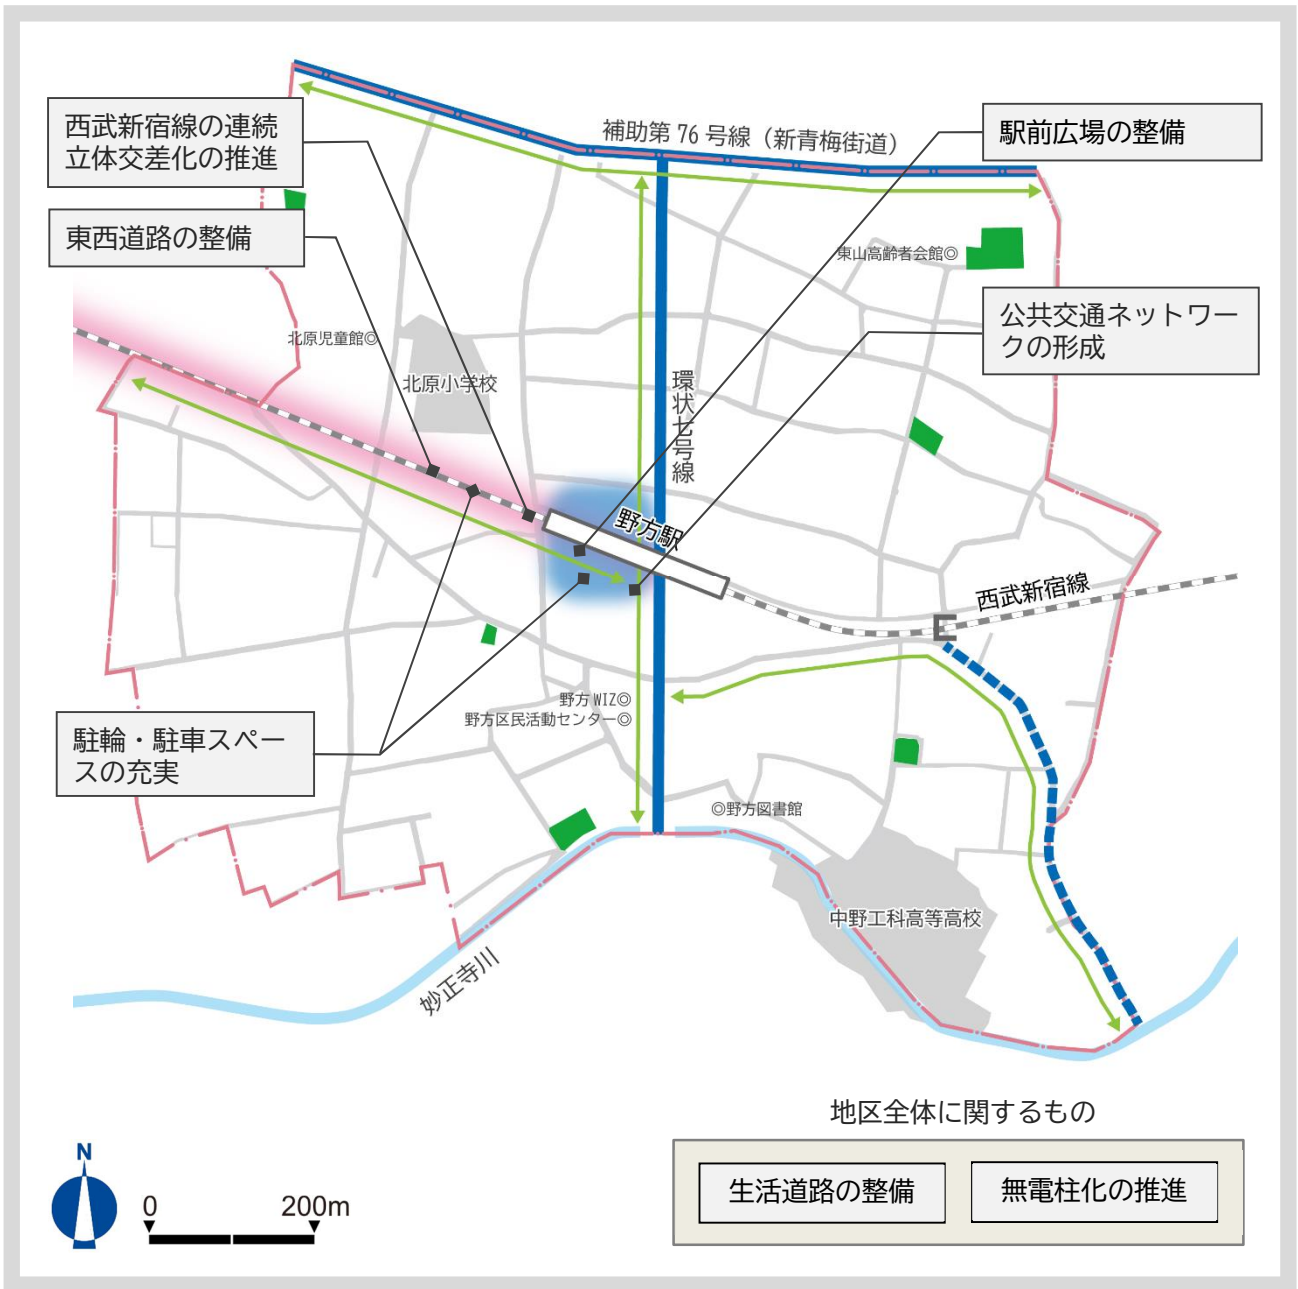 西武新宿線の連続
立体交差化の推進
東西道路の整備
補助第76号線（新青梅街道）
駅前広場の整備
東山高齢者会館◎
公共交通ネットワー
クの形成
北原児童館◎
北原小学校
環状七号線
野方駅
西武新宿線
野方WIZ◎
野方区民活動センター◎
駐輪・駐車スペー
スの充実
◎野方図書館
中野工科高等高校
妙正寺川
地区全体に関するもの
生活道路の整備
無電柱化の推進
N
0
200m